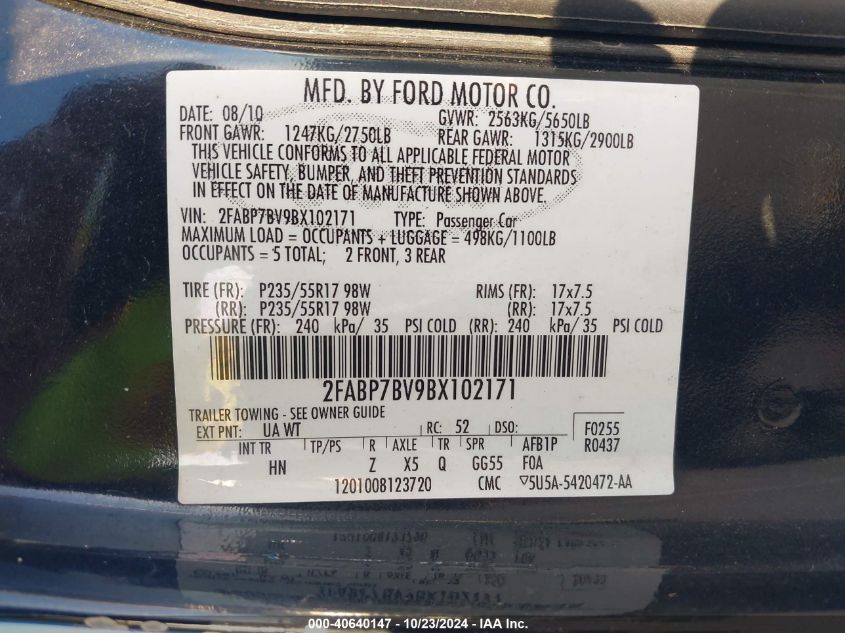 MFD. BY FORD MOTOR CO.
DATE: 08/10 GVWR: 2563KG/5650LB
FRONT GAWR: 1247KG/2750LB REAR GAWR: 1315KG/2900LB
THIS VEHICLE CONFORMS TO ALL APPLICABLE FEDERAL MOTOR
VEHICLE SAFETY, BUMPER, AND THEFT PREVENTION STANDARDS
IN EFFECT ON THE DATE OF MANUFACTURE SHOWN ABOVE.
VIN: 2FABP7BV9BX102171 TYPE: Passenger Car
MAXIMUM LOAD = OCCUPANTS + LUGGAGE = 498KG/1100LB
OCCUPANTS = 5 TOTAL; 2 FRONT, 3 REAR
TIRE (FR): P235/55R17 98W RIMS (FR): 17x7.5
(RR): P235/55R17 98W (RR): 17x7.5
PRESSURE (FR): 240 kPa/ 35 PSI COLD (RR): 240 kPa/ 35 PSI COLD
2FABP7BV9BX102171
TRAILER TOWING - SEE OWNER GUIDE
EXT PNT: UA WT RC: 52 DSO: F0255
INT TR TP/PS R AXLE TR SPR AFB1P R0437
HN Z X5 Q GG55 F0A
1201008123720 CMC ▽5U5A-5420472-AA
000-40640147 - 10/23/2024 - IAA Inc.